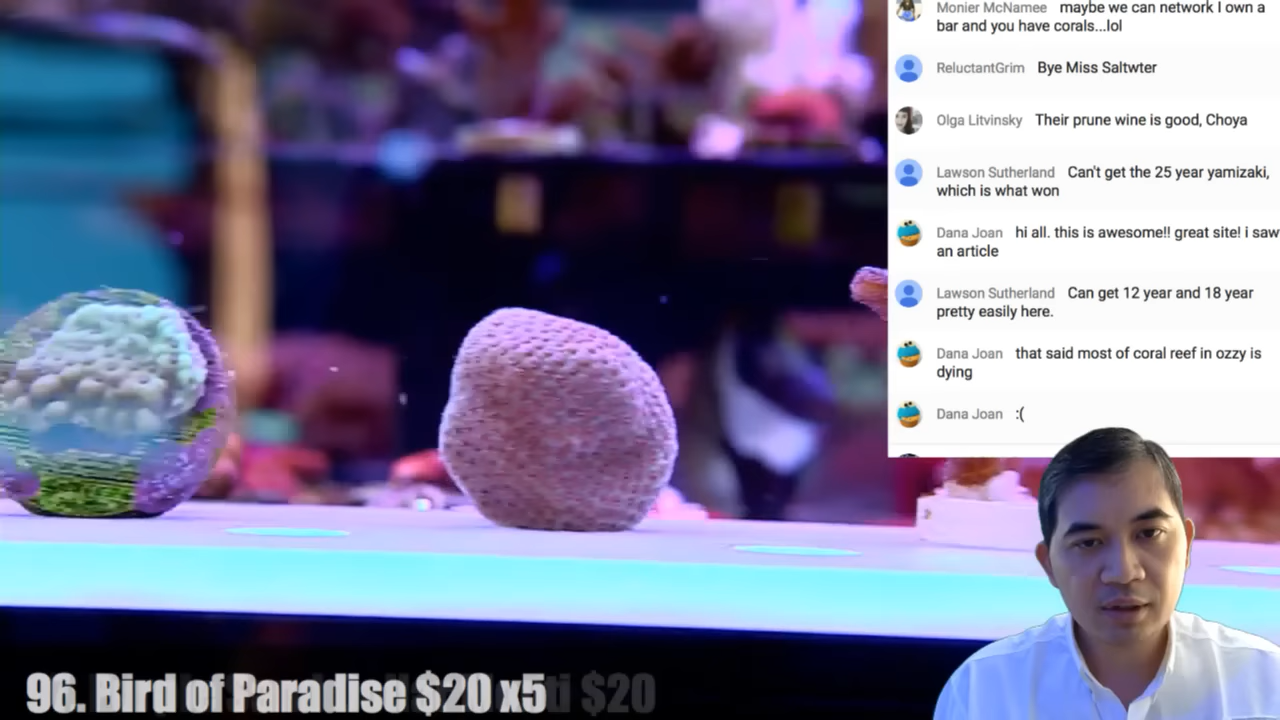 Monier McNamee maybe we can network I own a
bar and you have corals...lol
ReluctantGrim Bye Miss Saltwter
Olga Litvinsky Their prune wine is good, Choya
Lawson Sutherland Can't get the 25 year yamizaki,
which is what won
Dana Joan hi all. this is awesome!! great site! i saw
an article
Lawson Sutherland Can get 12 year and 18 year
pretty easily here.
Dana Joan that said most of coral reef in ozzy is
dying
Dana Joan :(
96. Bird of Paradise $20 x5
$20